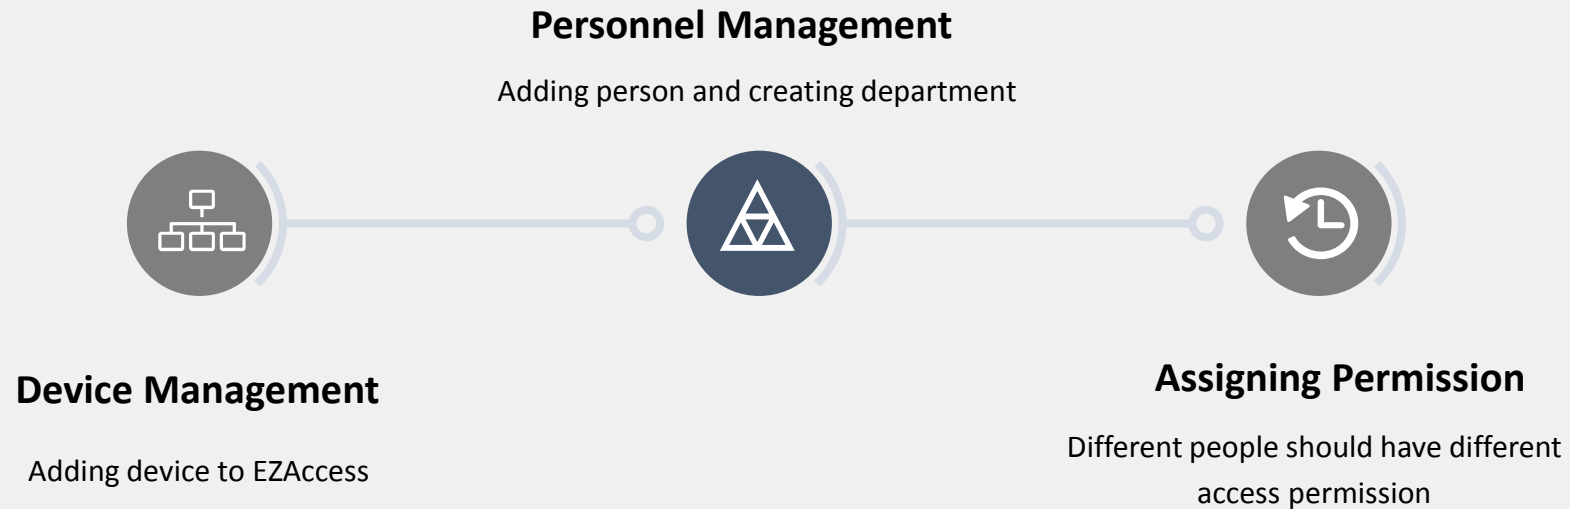 Personnel Management
Adding person and creating department
Device Management
Adding device to EZAccess
Assigning Permission
Different people should have different
access permission